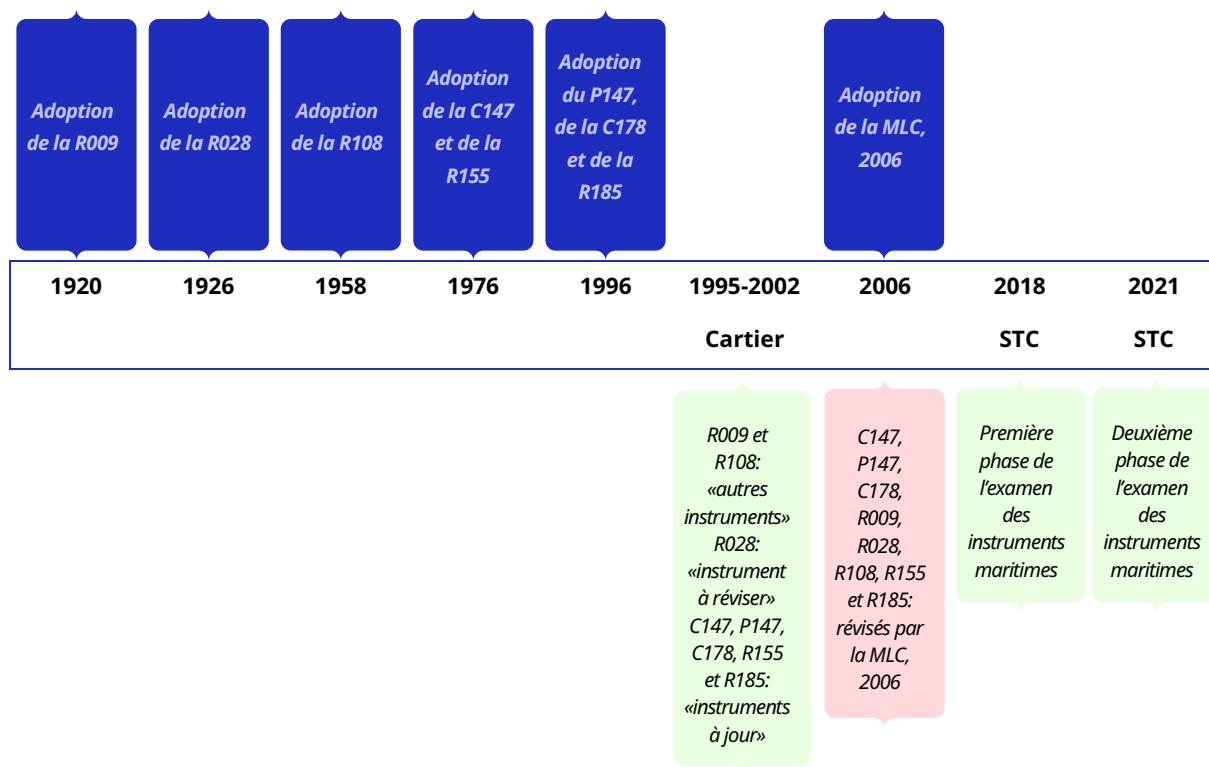 Adoption
de la R009
Adoption
de la R028
Adoption
de la R108
Adoption
de la C147
et de la
R155
Adoption
du P147,
de la C178
et de la
R185
Adoption
de la MLC,
2006
1920
1926
1958
1976
1996
1995-2002
2006
2018
2021
Cartier
STC
STC
R009 et
R108:
«autres
instruments»
R028:
«instrument
à réviser»
C147, P147,
C178, R155
et R185:
«instruments
à jour»
C147,
P147,
C178,
R009,
R028,
R108, R155
et R185:
révisés par
la MLC,
2006
Première
phase de
l’examen
des
instruments
maritimes
Deuxième
phase de
l’examen
des
instruments
maritimes